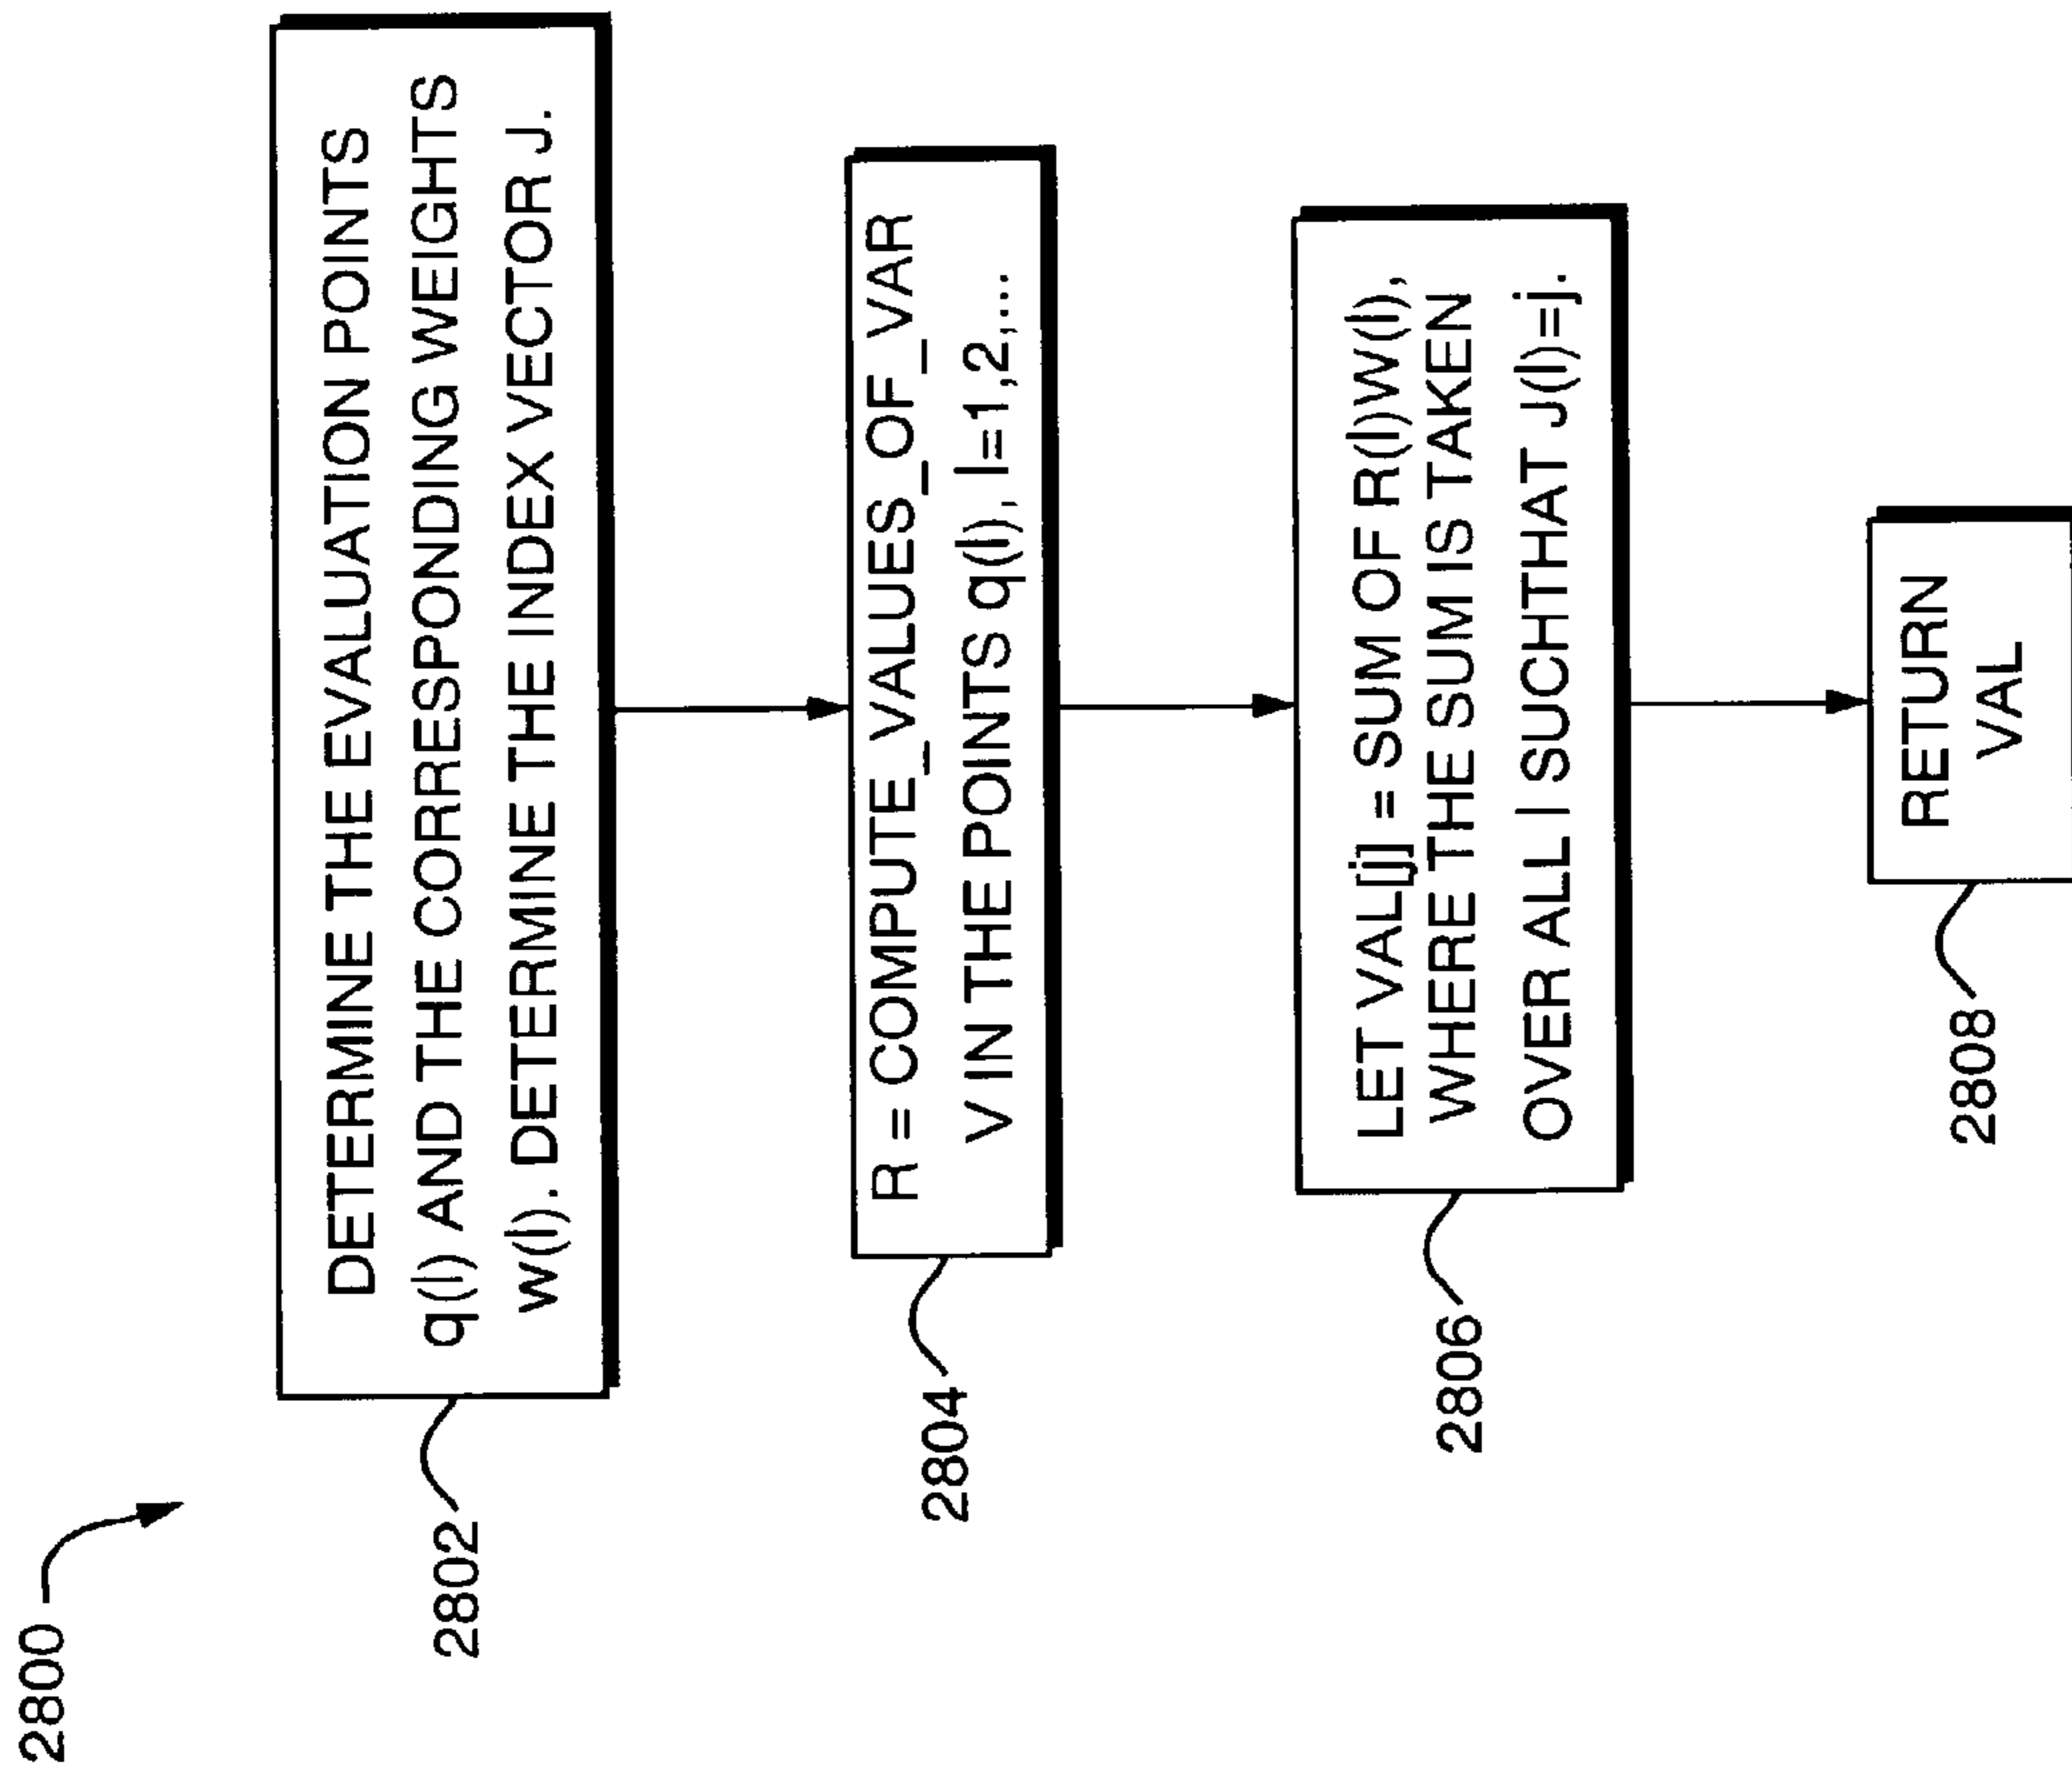 2800
DETERMINE THE EVALUATION POINTS
q(l) AND THE CORRESPONDING WEIGHTS
w(l). DETERMINE THE INDEX VECTOR J.
2802
R = COMPUTE_VALUES_OF_VAR
V IN THE POINTS q(l), l=1,2,...
2804
LET VAL[j] = SUM OF R(l)W(l),
WHERE THE SUM IS TAKEN
OVER ALL l SUCHTHAT J(l)=j.
2806
RETURN
VAL
2808